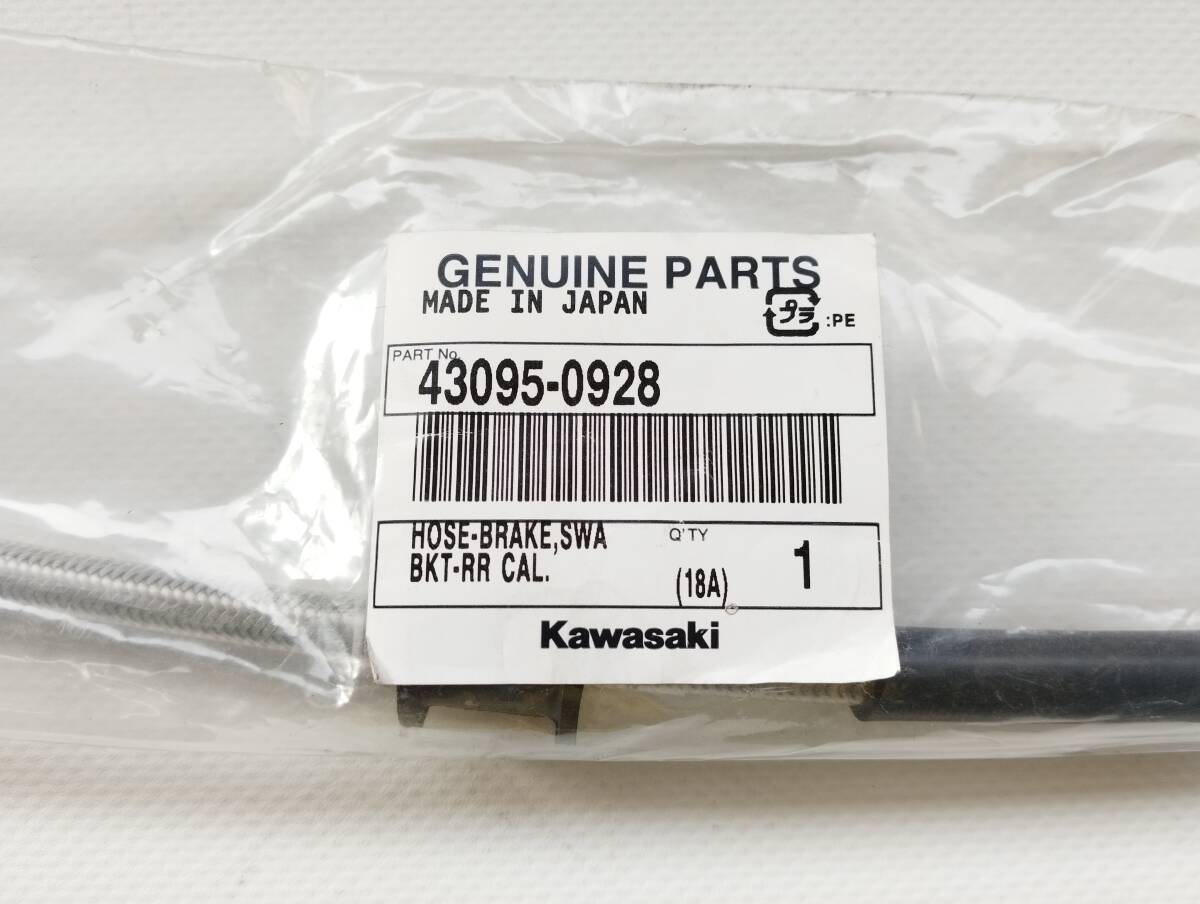 GENUINE PARTS
MADE IN JAPAN
プラ :PE
PART No.
43095-0928
HOSE-BRAKE,SWA
BKT-RR CAL.
Q'TY
(18A)
1
Kawasaki